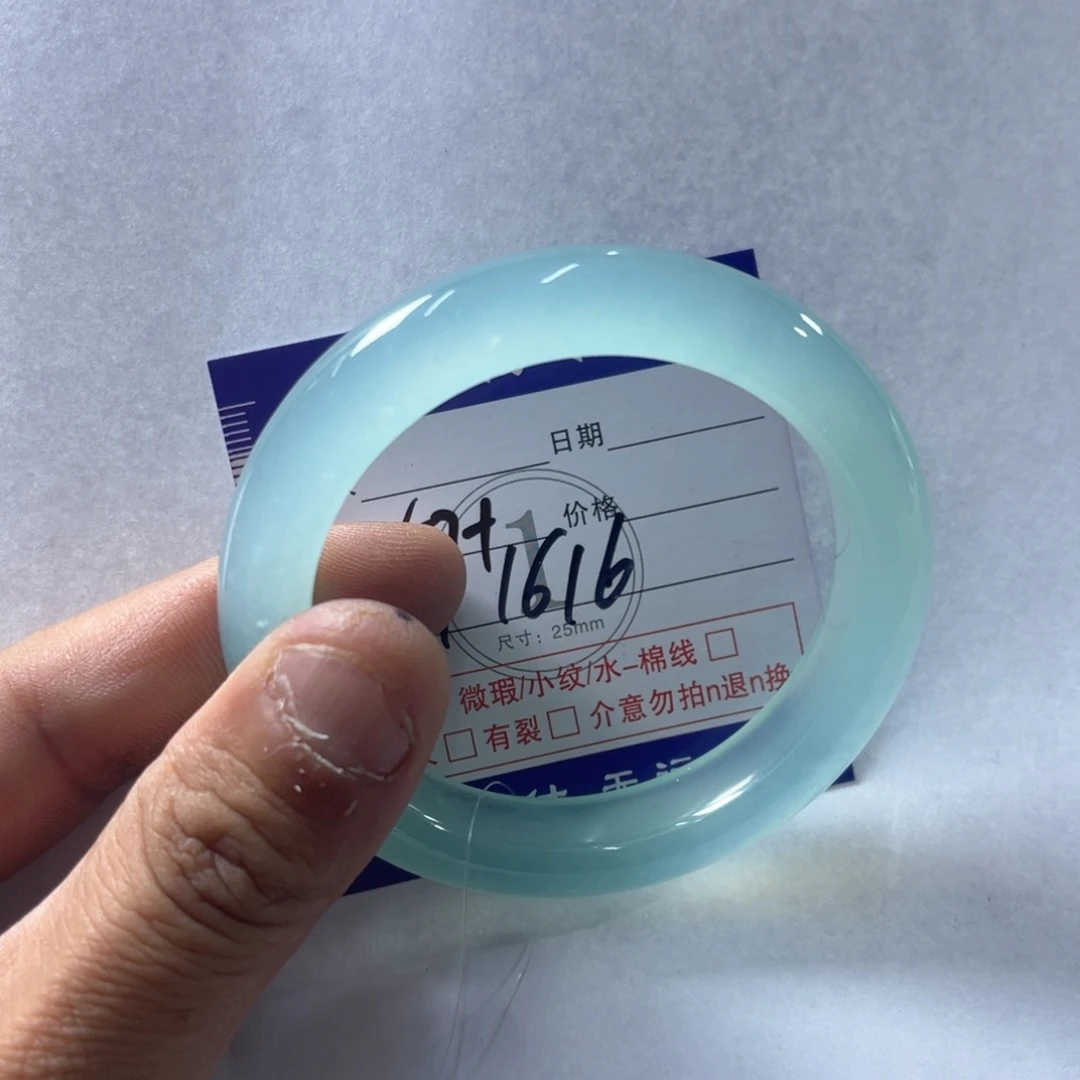 日期
价格
1616
尺寸：25mm
微瑕/小纹/水-棉线
有裂 介意勿拍n退n换